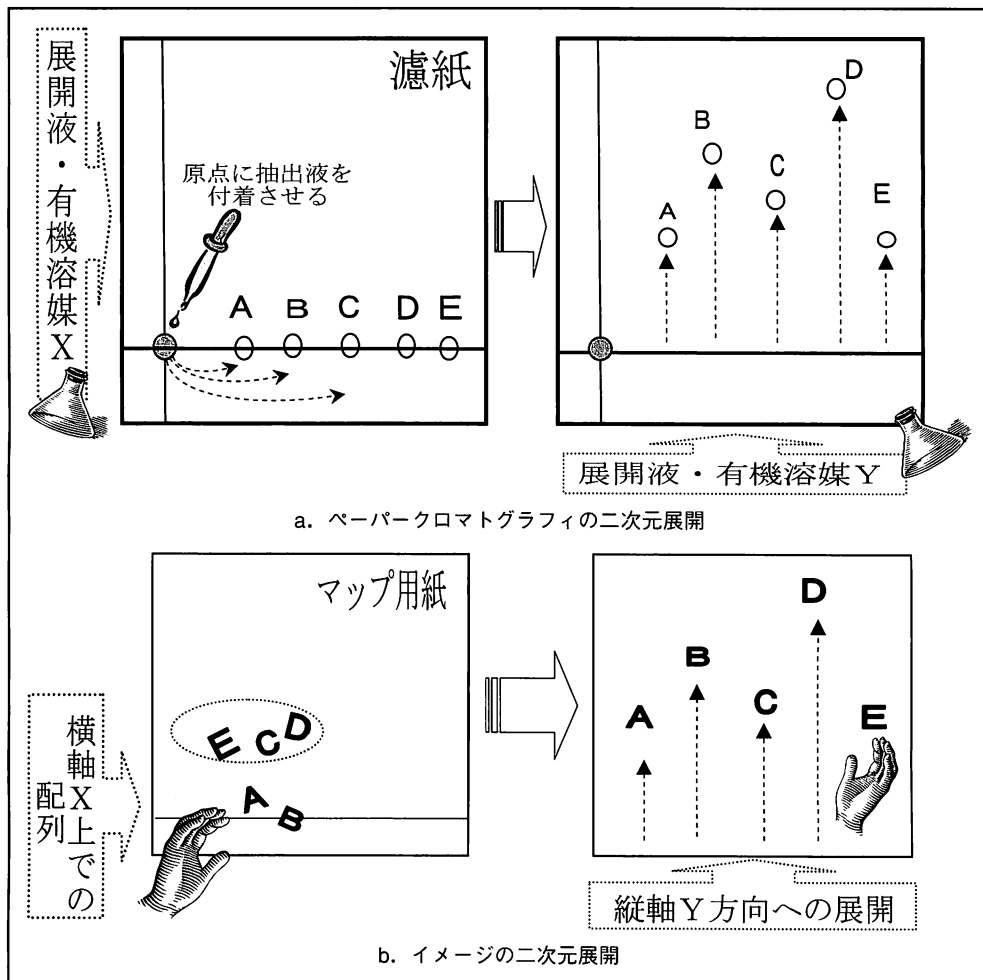 展開液・有機溶媒X
濾紙
原点に抽出液を
付着させる
A B C D E
A
B
C
D
E
展開液・有機溶媒Y
a. ペーパークロマトグラフィの二次元展開
横軸X上での
配列
マップ用紙
E C D
A
B
A
B
C
D
E
縦軸Y方向への展開
b. イメージの二次元展開